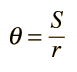 θ = S/r